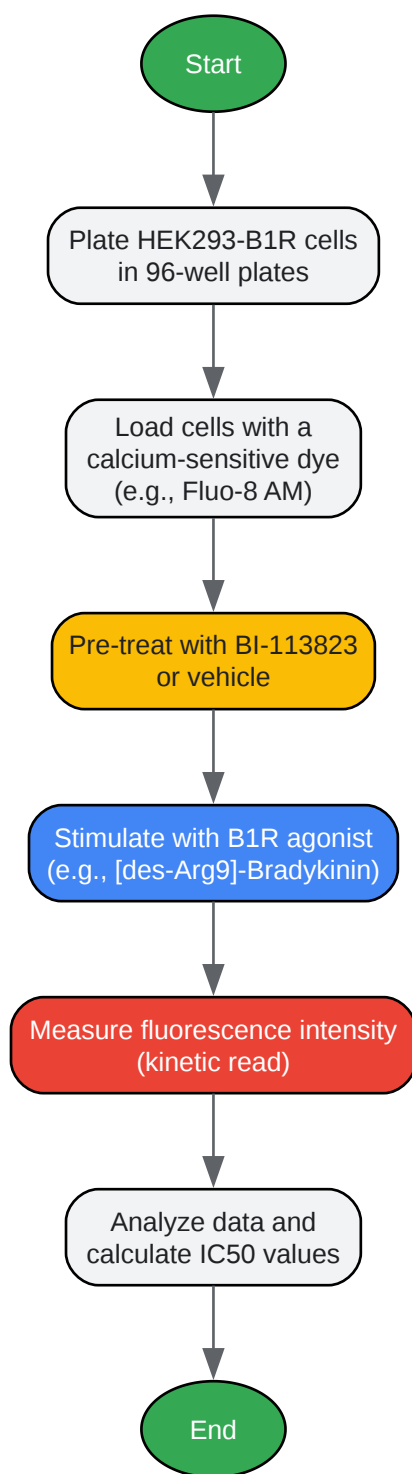 Start
Plate HEK293-B1R cells
in 96-well plates
Load cells with a
calcium-sensitive dye
(e.g., Fluo-8 AM)
Pre-treat with BI-113823
or vehicle
Stimulate with B1R agonist
(e.g., [des-Arg9]-Bradykinin)
Measure fluorescence intensity
(kinetic read)
Analyze data and
calculate IC50 values
End